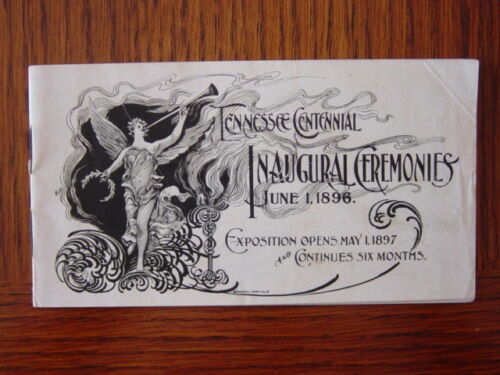 TENNESSEE CENTENNIAL
INAUGURAL CEREMONIES
JUNE 1, 1896.
EXPOSITION OPENS MAY 1, 1897
AND CONTINUES SIX MONTHS.